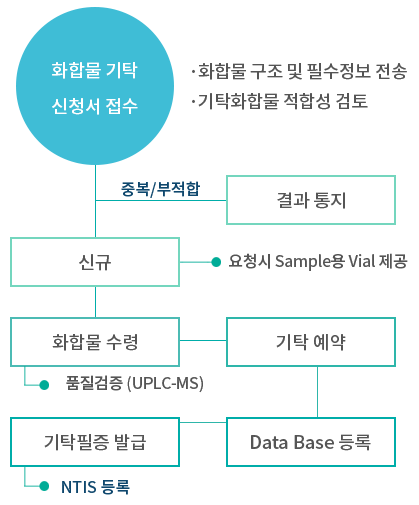 화합물 기탁
신청서 접수
·화합물 구조 및 필수정보 전송
·기탁화합물 적합성 검토
중복/부적합
결과 통지
신규
요청시 Sample용 Vial 제공
화합물 수령
기탁 예약
품질검증 (UPLC-MS)
기탁필증 발급
Data Base 등록
NTIS 등록